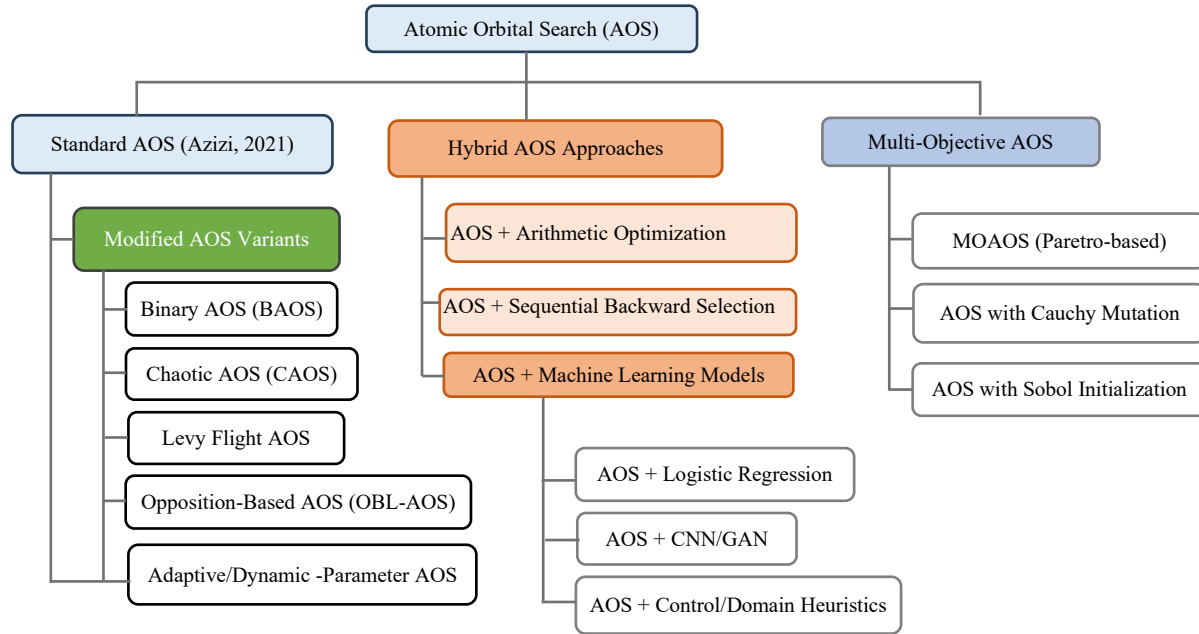 Atomic Orbital Search (AOS)
Standard AOS (Azizi, 2021)
Modified AOS Variants
Binary AOS (BAOS)
Chaotic AOS (CAOS)
Levy Flight AOS
Opposition-Based AOS (OBL-AOS)
Adaptive/Dynamic -Parameter AOS
Hybrid AOS Approaches
AOS + Arithmetic Optimization
AOS + Sequential Backward Selection
AOS + Machine Learning Models
AOS + Logistic Regression
AOS + CNN/GAN
AOS + Control/Domain Heuristics
Multi-Objective AOS
MOAOS (Paretro-based)
AOS with Cauchy Mutation
AOS with Sobol Initialization